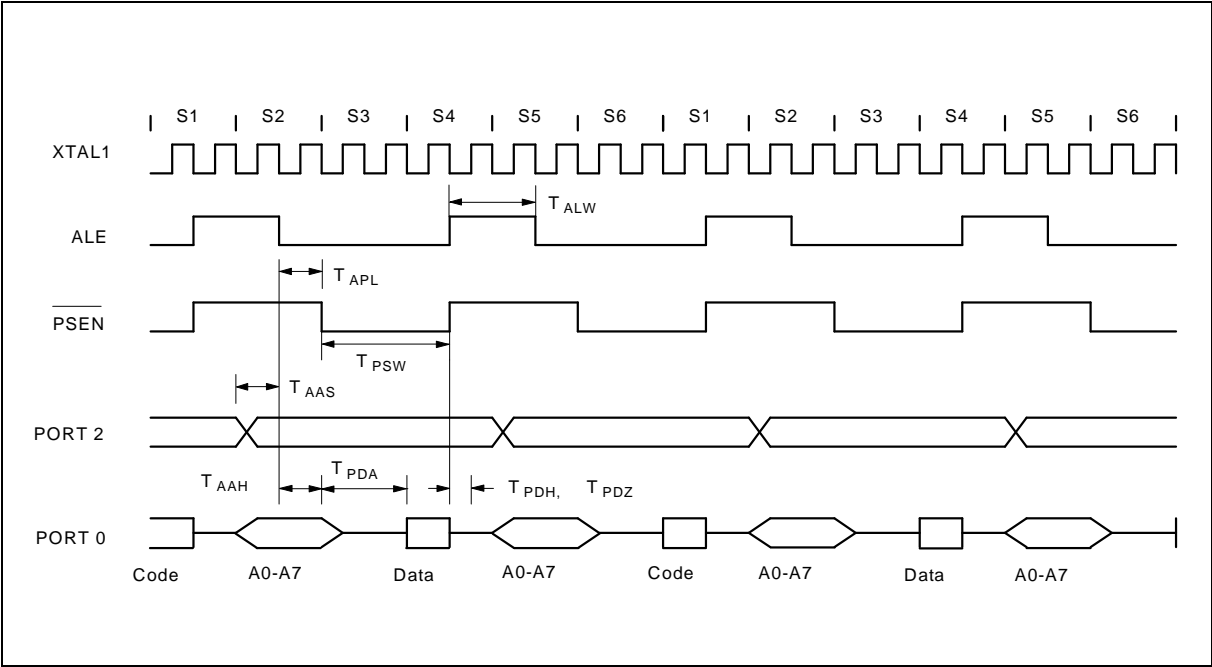 S1 S2 S3 S4 S5 S6 S1 S2 S3 S4 S5 S6
XTAL1
T ALW
ALE
T APL
PSEN
T PSW
T AAS
PORT 2
T AAH T PDA T PDH, T PDZ
PORT 0
Code A0-A7 Data A0-A7 Code A0-A7 Data A0-A7